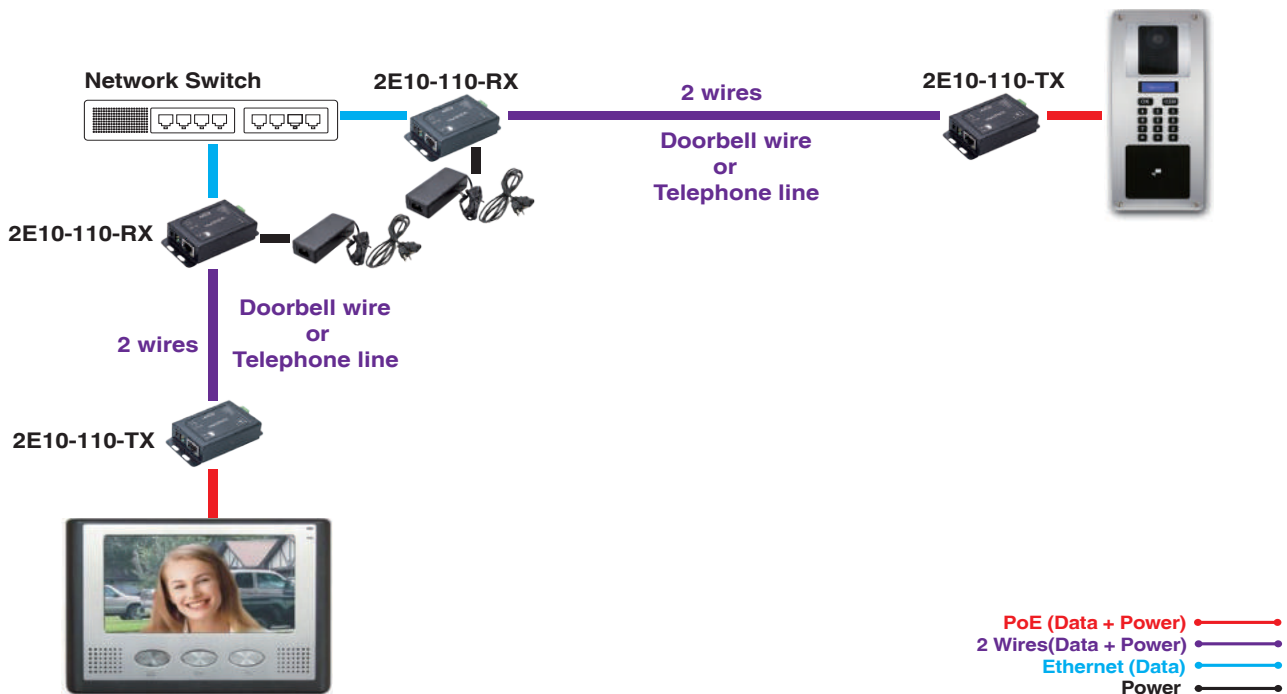 Network Switch
2E10-110-RX
2 wires
Doorbell wire
or
Telephone line
2E10-110-TX
2E10-110-RX
2 wires
Doorbell wire
or
Telephone line
2E10-110-TX
PoE (Data + Power)
2 Wires(Data + Power)
Ethernet (Data)
Power